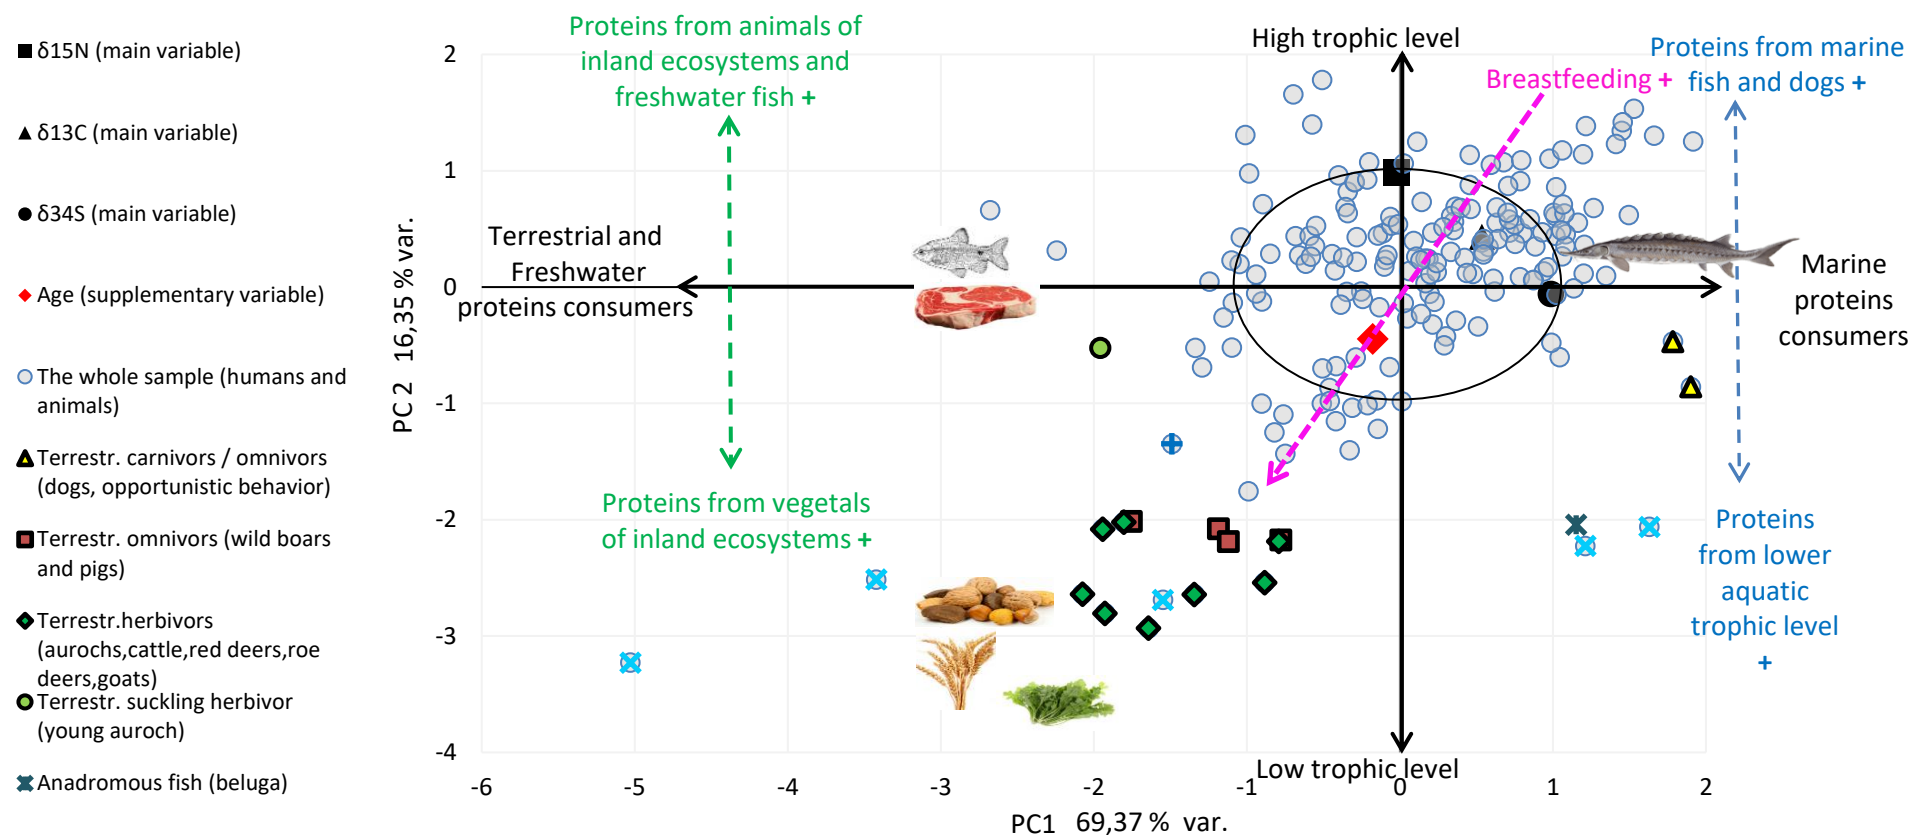 δ15N (main variable)
δ13C (main variable)
δ34S (main variable)
Age (supplementary variable)
The whole sample (humans and
animals)
Terrestr. carnivors / omnivors
(dogs, opportunistic behavior)
Terrestr. omnivors (wild boars
and pigs)
Terrestr.herbivors
(aurochs,cattle,red deers,roe
deers,goats)
Terrestr. suckling herbivor
(young auroch)
Anadromous fish (beluga)
Proteins from animals of
inland ecosystems and
freshwater fish +
High trophic level
Breastfeeding +
Proteins from marine
fish and dogs +
Terrestrial and
Freshwater
proteins consumers
Marine
proteins
consumers
Proteins from vegetals
of inland ecosystems +
Proteins
from lower
aquatic
trophic level
+
Low trophic level
PC 2 16,35 % var.
2
1
0
-1
-2
-3
-4
-6
-5
-4
-3
-2
-1
0
1
2
PC1 69,37 % var.